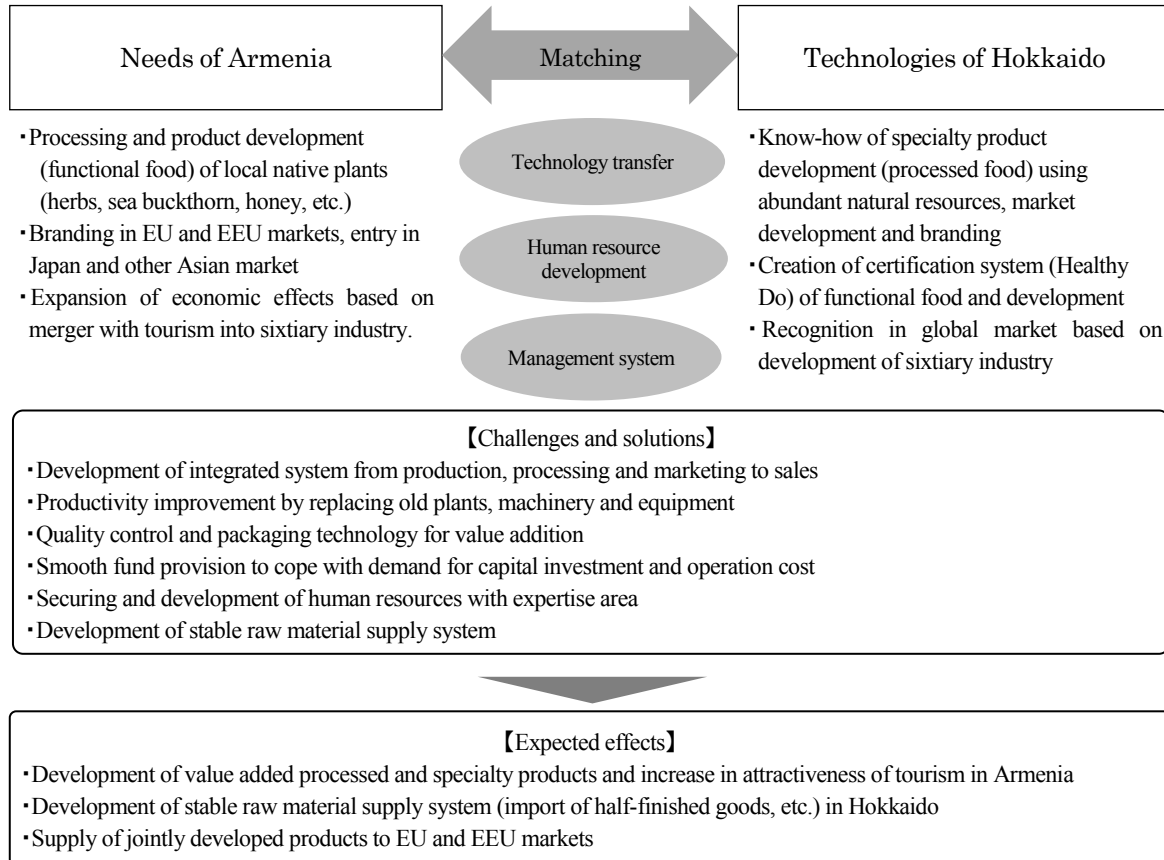 Needs of Armenia
Matching
Technologies of Hokkaido
・Processing and product development
(functional food) of local native plants
(herbs, sea buckthorn, honey, etc.)
・Branding in EU and EEU markets, entry in
Japan and other Asian market
・Expansion of economic effects based on
merger with tourism into sixtiary industry.
Technology transfer
Human resource
development
Management system
・Know-how of specialty product
development (processed food) using
abundant natural resources, market
development and branding
・Creation of certification system (Healthy
Do) of functional food and development
・Recognition in global market based on
development of sixtiary industry
【Challenges and solutions】
・Development of integrated system from production, processing and marketing to sales
・Productivity improvement by replacing old plants, machinery and equipment
・Quality control and packaging technology for value addition
・Smooth fund provision to cope with demand for capital investment and operation cost
・Securing and development of human resources with expertise area
・Development of stable raw material supply system
【Expected effects】
・Development of value added processed and specialty products and increase in attractiveness of tourism in Armenia
・Development of stable raw material supply system (import of half-finished goods, etc.) in Hokkaido
・Supply of jointly developed products to EU and EEU markets